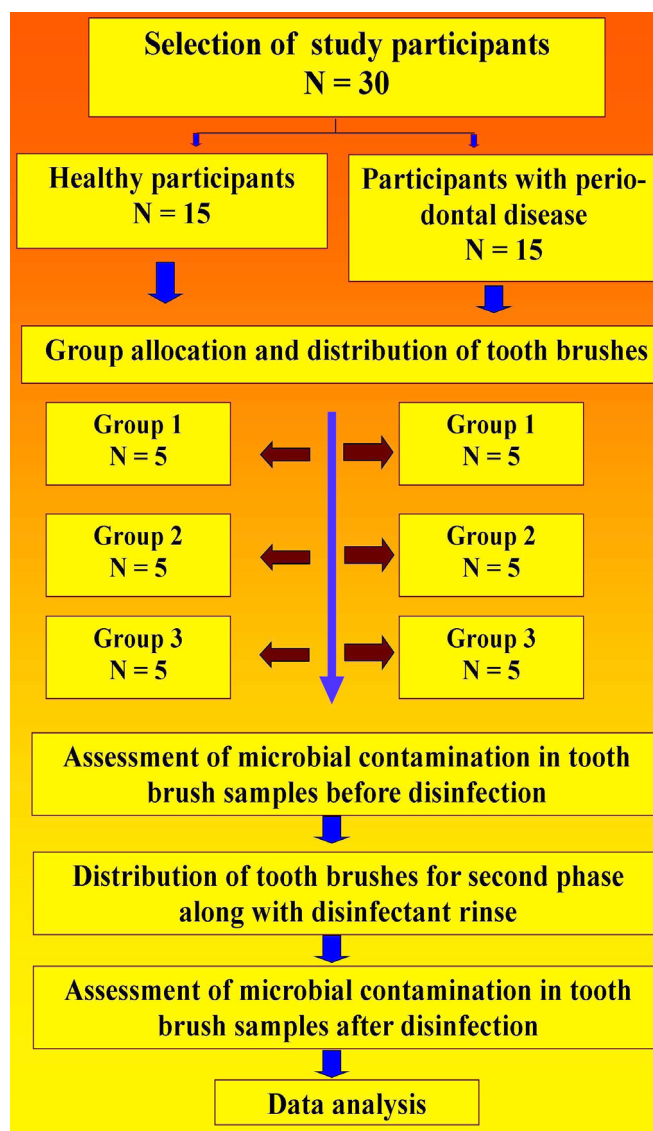 Selection of study participants
N = 30
Healthy participants
N = 15
Participants with perio-
dontal disease
N = 15
Group allocation and distribution of tooth brushes
Group 1
N = 5
Group 1
N = 5
Group 2
N = 5
Group 2
N = 5
Group 3
N = 5
Group 3
N = 5
Assessment of microbial contamination in tooth
brush samples before disinfection
Distribution of tooth brushes for second phase
along with disinfectant rinse
Assessment of microbial contamination in tooth
brush samples after disinfection
Data analysis